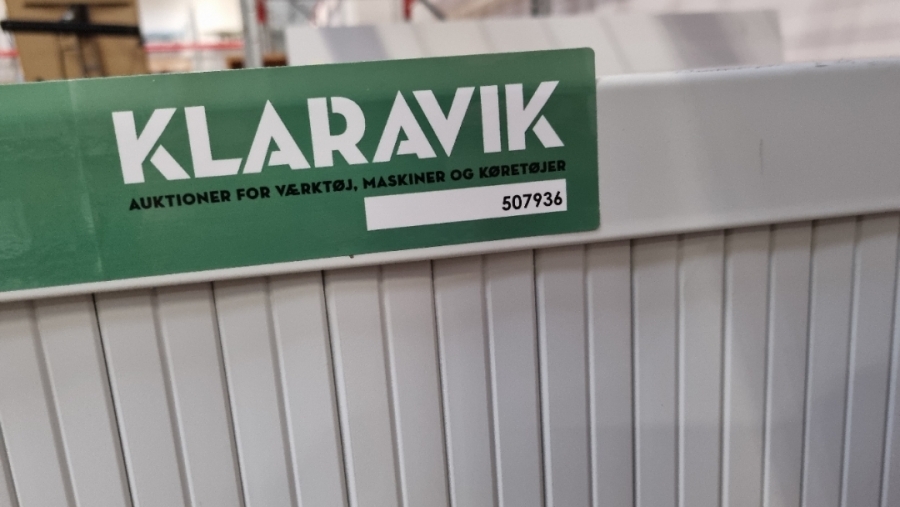 KLARAVIK
AUKTIONER FOR VÆRKTØJ, MASKINER OG KØRETØJER
507936